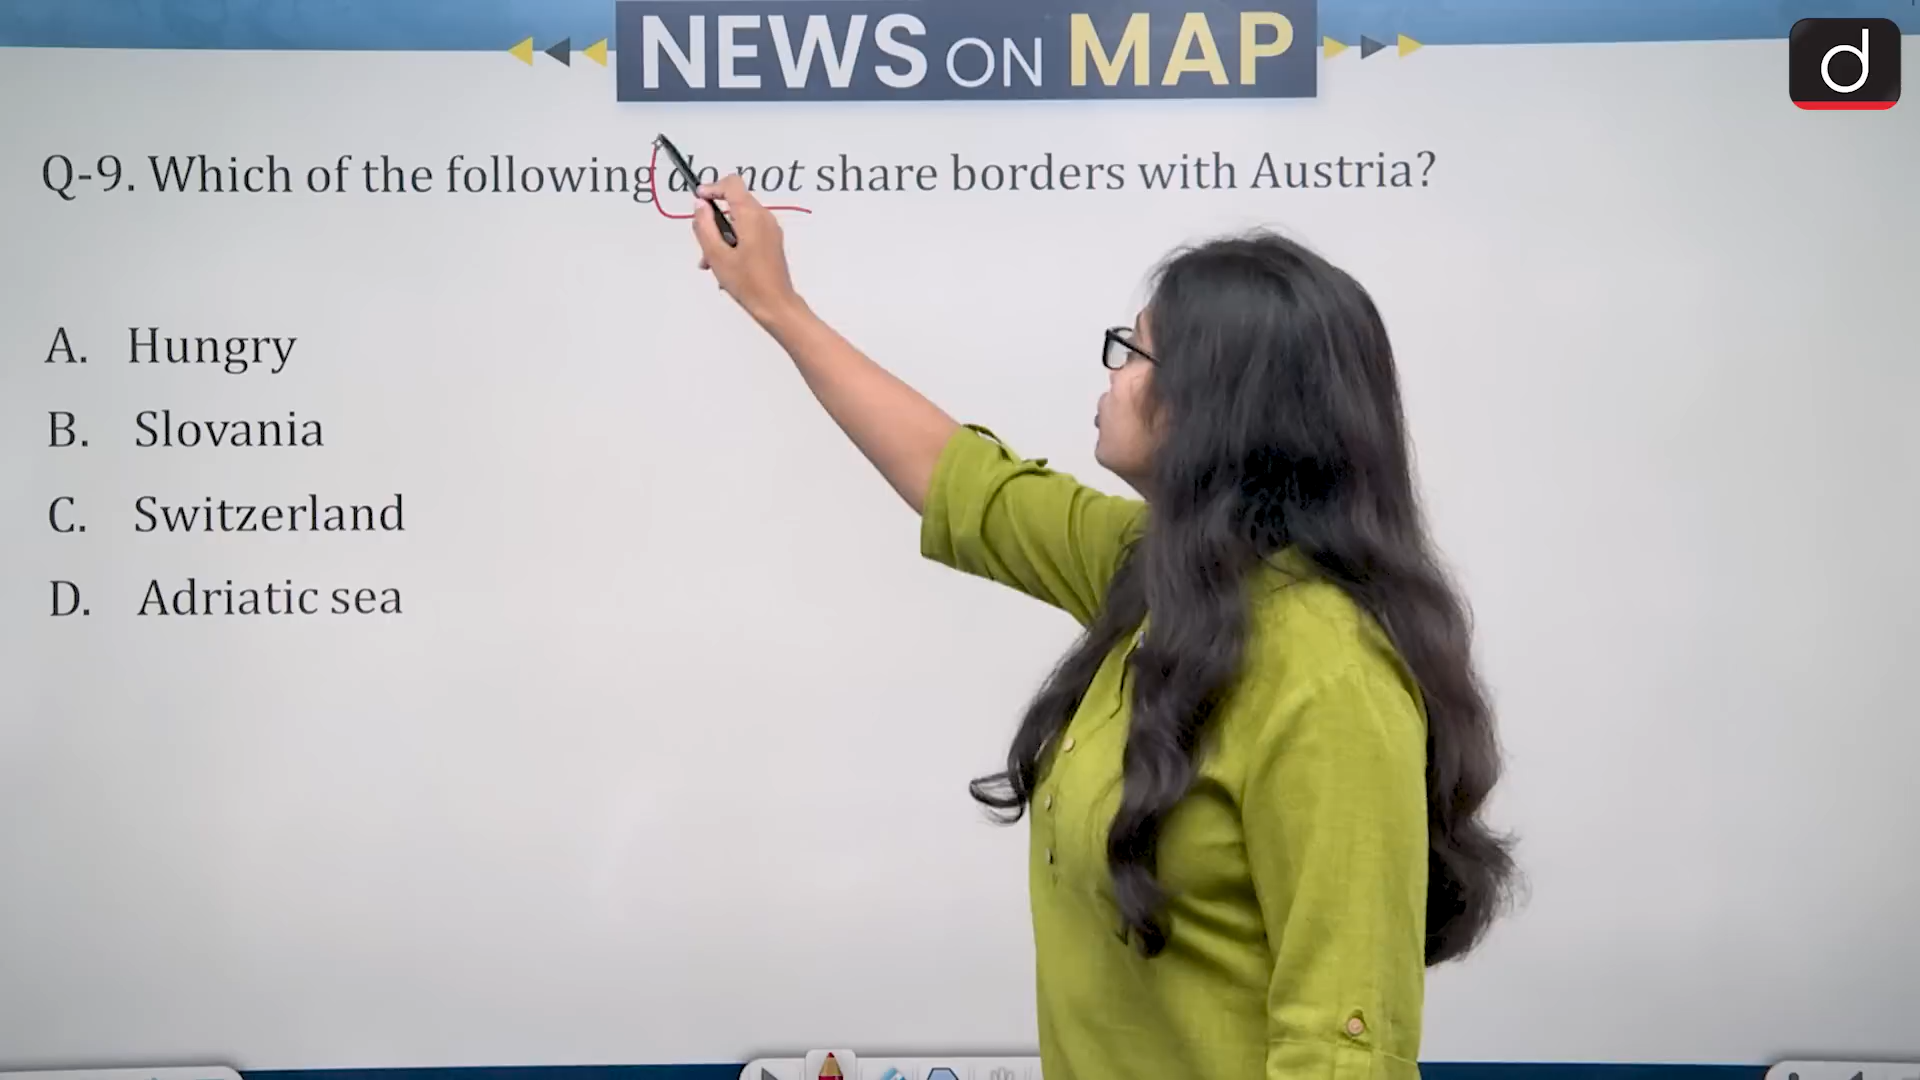 NEWS ON MAP
d
Q-9. Which of the following do not share borders with Austria?
A. Hungry
B. Slovania
C. Switzerland
D. Adriatic sea